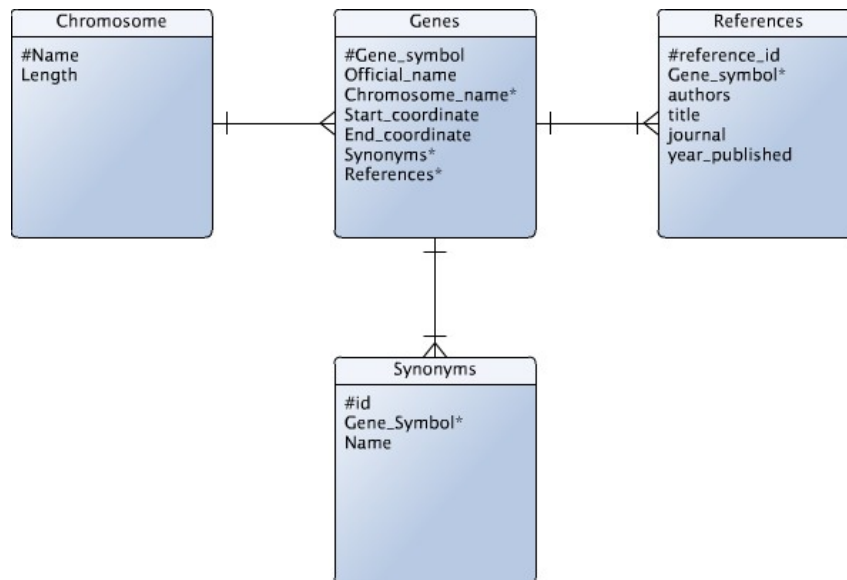 Chromosome
#Name
Length
Genes
#Gene_symbol
Official_name
Chromosome_name*
Start_coordinate
End_coordinate
Synonyms*
References*
References
#reference_id
Gene_symbol*
authors
title
journal
year_published
Synonyms
#id
Gene_Symbol*
Name